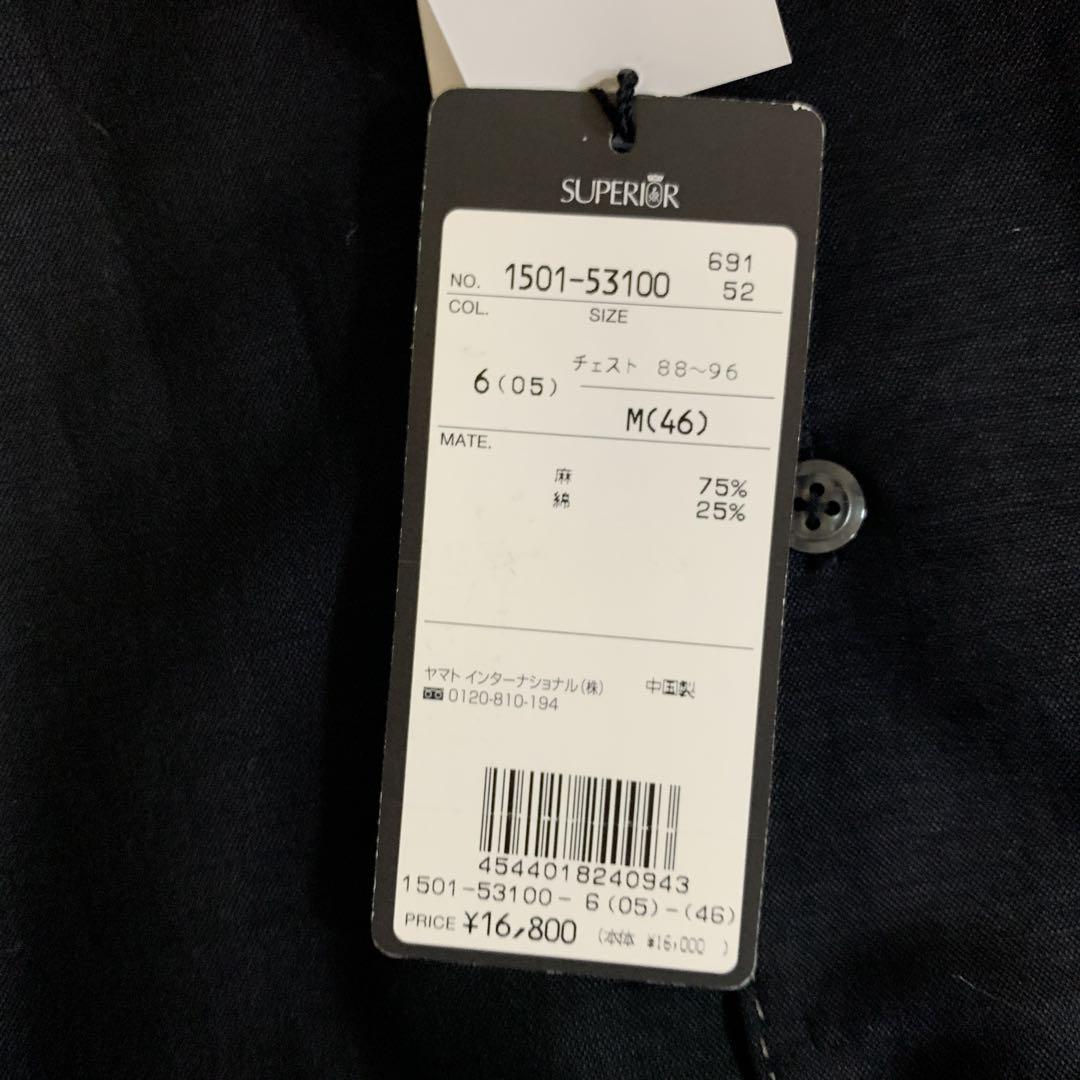 SUPERIOR
691
NO. 1501-53100 52
COL. SIZE
チェスト 88~96
6(05)
M(46)
MATE.
麻 75%
綿 25%
ヤマト インターナショナル(株) 中国製
0120-810-194
4544018240943
1501-53100- 6(05)-(46)
PRICE ¥16,800 (本体 ¥16,000 )